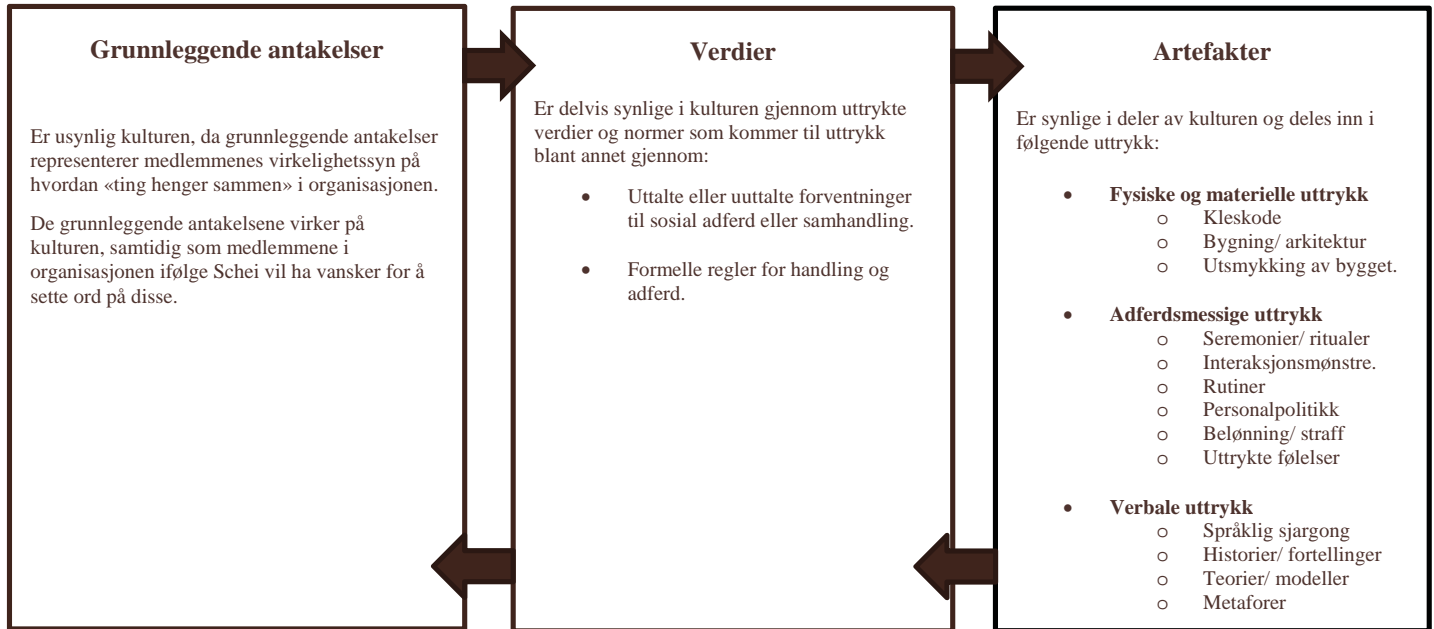 Grunnleggende antakelser
Er usynlig kulturen, da grunnleggende antakelser
representerer medlemmenes virkelighetssyn på
hvordan «ting henger sammen» i organisasjonen.
De grunnleggende antakelsene virker på
kulturen, samtidig som medlemmene i
organisasjonen ifølge Schei vil ha vansker for å
sette ord på disse.
Verdier
Er delvis synlige i kulturen gjennom uttrykte
verdier og normer som kommer til uttrykk
blant annet gjennom:
• Uttalte eller uuttalte forventninger
til sosial adferd eller samhandling.
• Formelle regler for handling og
adferd.
Artefakter
Er synlige i deler av kulturen og deles inn i
følgende uttrykk:
• Fysiske og materielle uttrykk
o Kleskode
o Bygning/ arkitektur
o Utsmykking av bygget.
• Adferdsmessige uttrykk
o Seremonier/ ritualer
o Interaksjonsmønstre.
o Rutiner
o Personalpolitikk
o Belønning/ straff
o Uttrykte følelser
• Verbale uttrykk
o Språklig sjargong
o Historier/ fortellinger
o Teorier/ modeller
o Metaforer